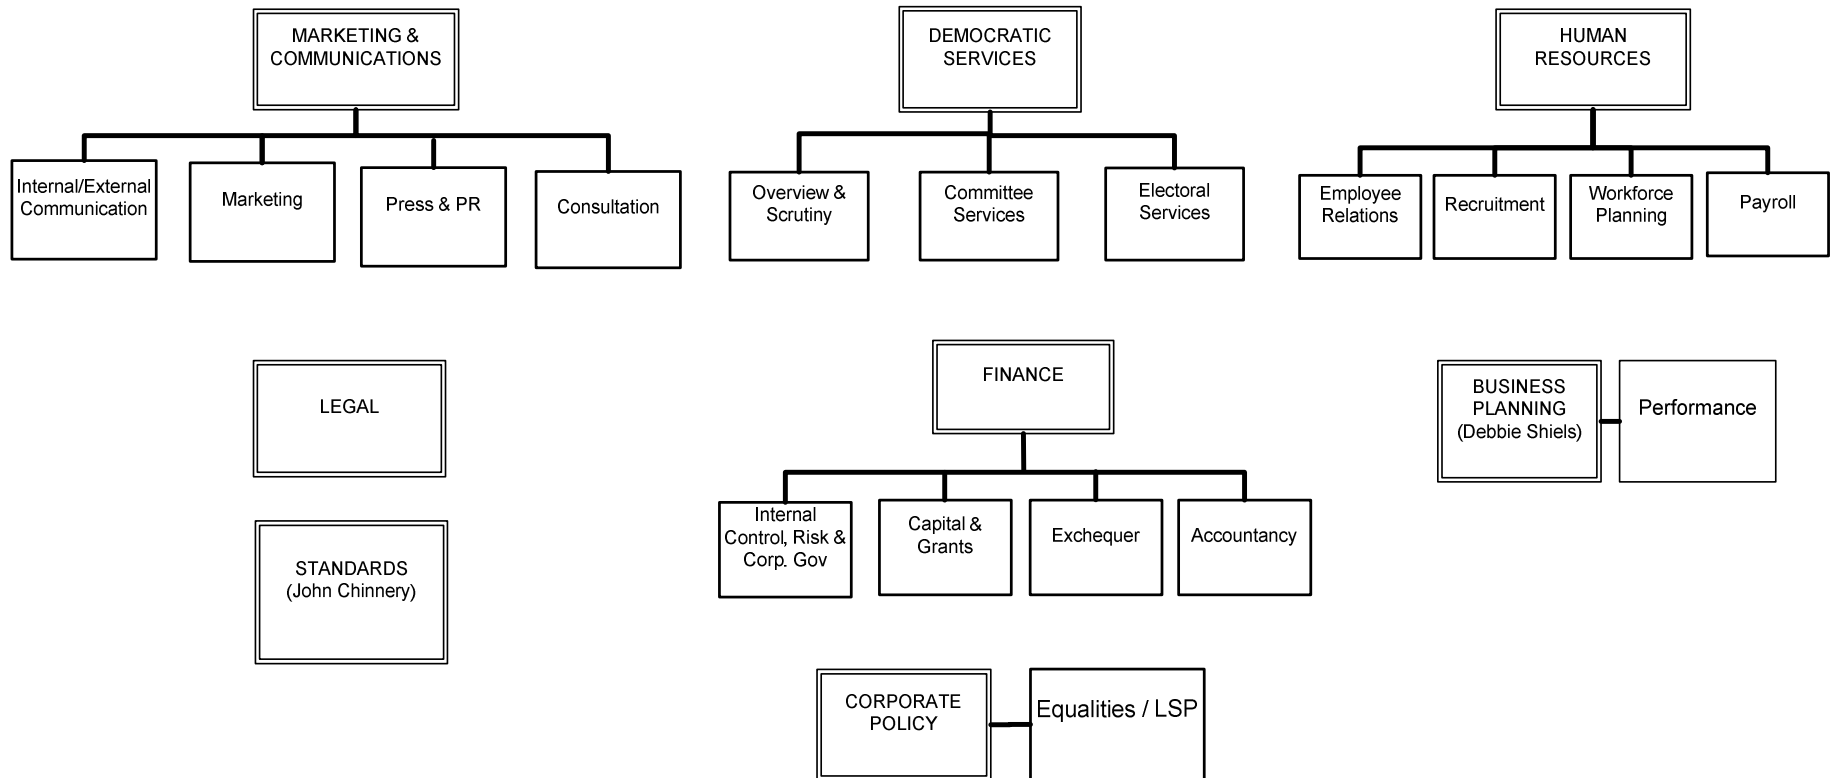 MARKETING &
COMMUNICATIONS
Internal/External
Communication
Marketing
Press & PR
Consultation
DEMOCRATIC
SERVICES
Overview &
Scrutiny
Committee
Services
Electoral
Services
HUMAN
RESOURCES
Employee
Relations
Recruitment
Workforce
Planning
Payroll
LEGAL
FINANCE
Internal
Control, Risk &
Corp. Gov
Capital &
Grants
Exchequer
Accountancy
BUSINESS
PLANNING
(Debbie Shiels)
Performance
STANDARDS
(John Chinnery)
CORPORATE
POLICY
Equalities / LSP